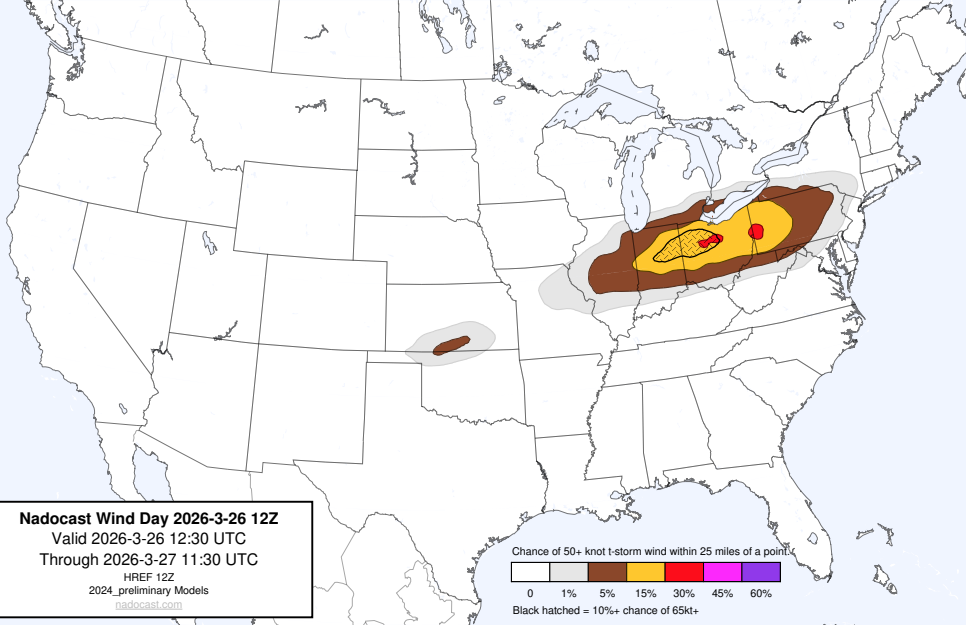 Nadocast Wind Day 2026-3-26 12Z
Valid 2026-3-26 12:30 UTC
Through 2026-3-27 11:30 UTC
HREF 12Z
2024_preliminary Models
nadocast.com
Chance of 50+ knot t-storm wind within 25 miles of a point.
0 1% 5% 15% 30% 45% 60%
Black hatched = 10%+ chance of 65kt+